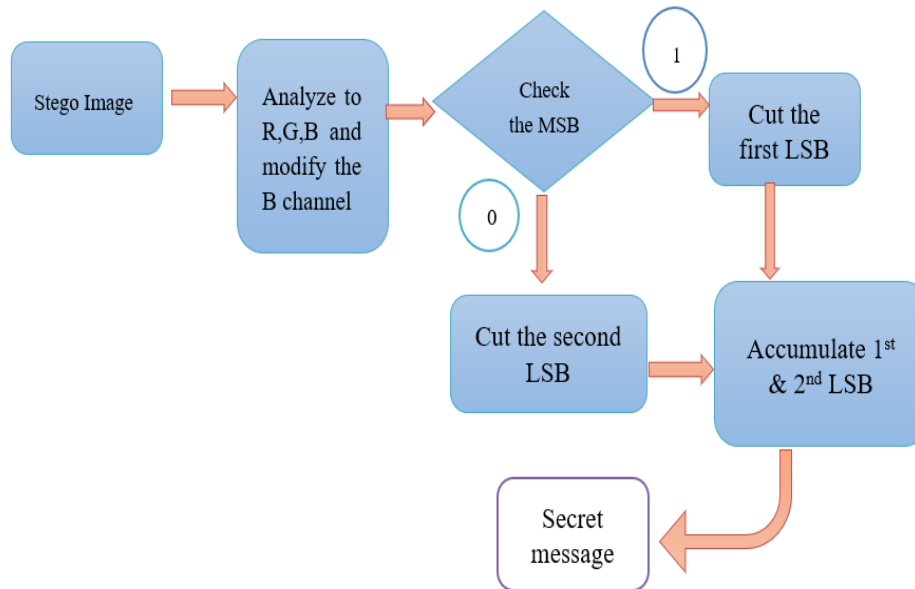 Stego Image
Analyze to
R,G,B and
modify the
B channel
Check
the MSB
1
Cut the
first LSB
0
Cut the second
LSB
Accumulate 1st
& 2nd LSB
Secret
message